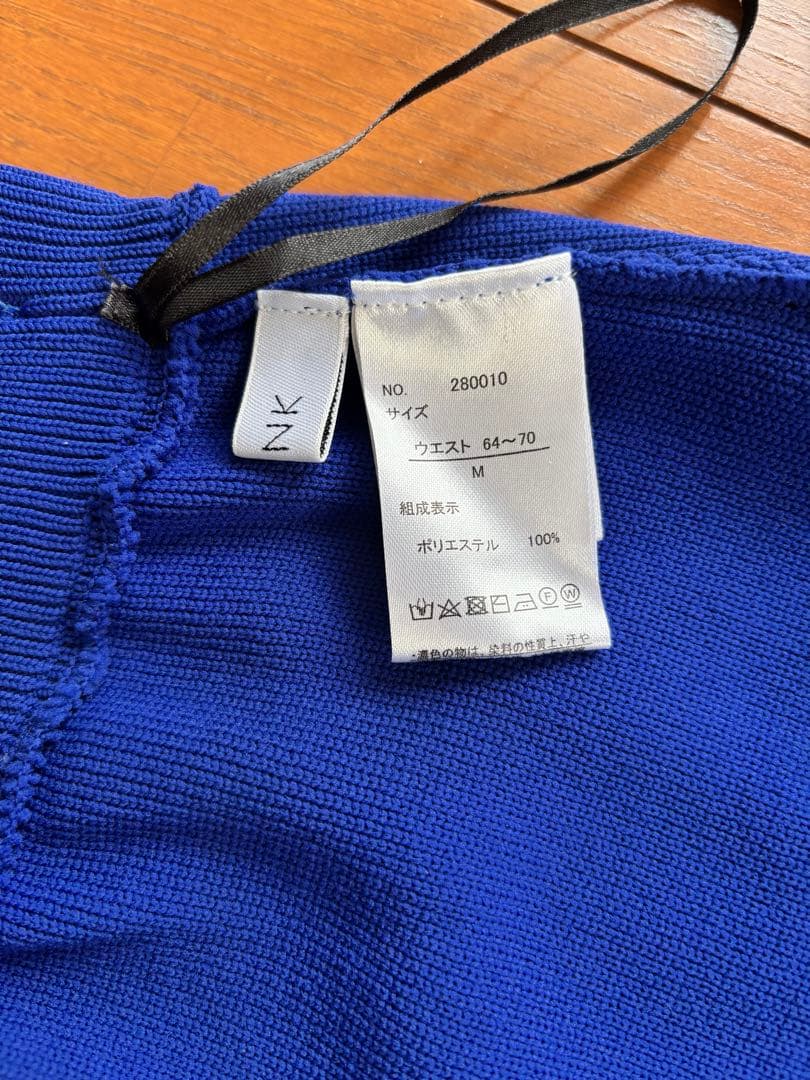 NK
NO. 280010
サイズ
ウエスト 64～70
M
組成表示
ポリエステル 100%
F W
・濃色の物は、染料の性質上、汗や